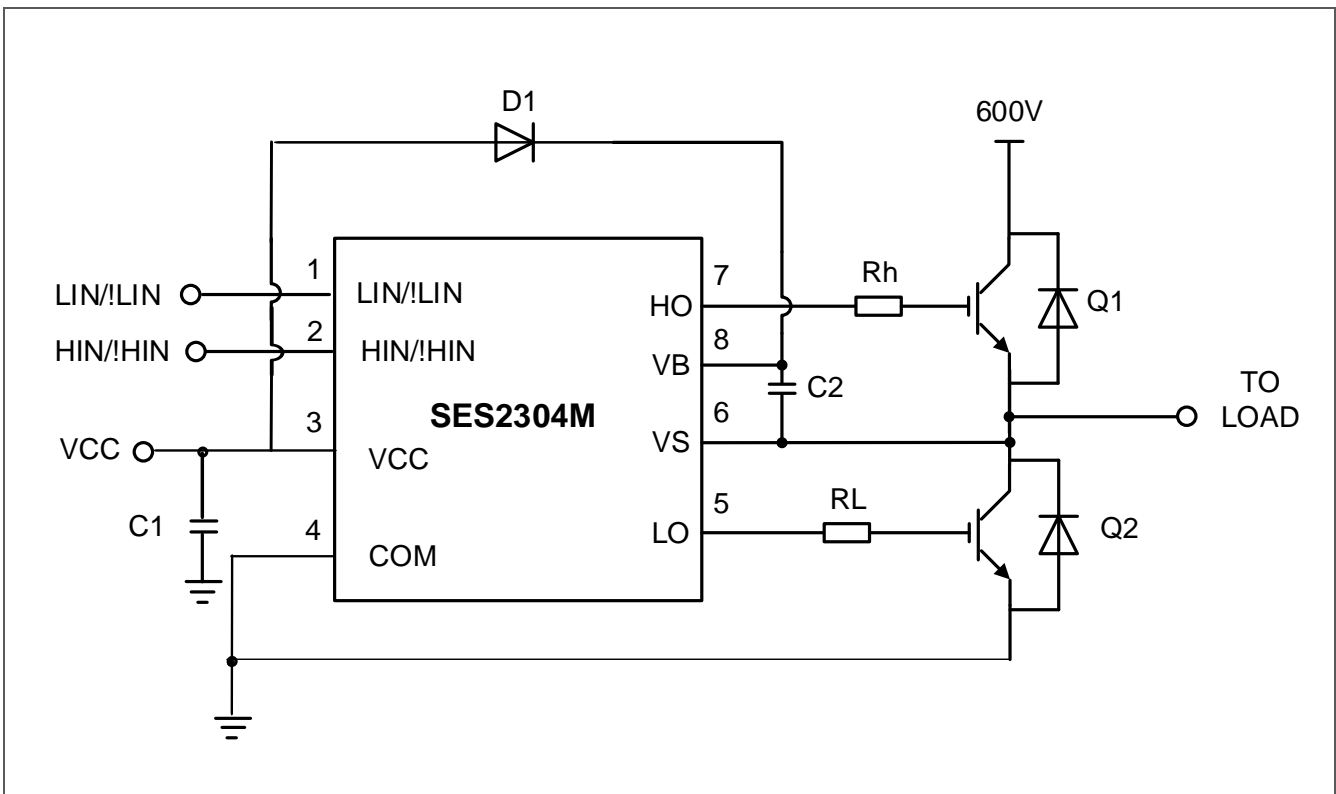 D1
600V
LIN/!LIN
1
LIN/!LIN
HIN/!HIN
2
HIN/!HIN
SES2304M
VCC
3
VCC
C1
4
COM
7
HO
Rh
Q1
8
VB
C2
6
VS
TO
LOAD
5
LO
RL
Q2